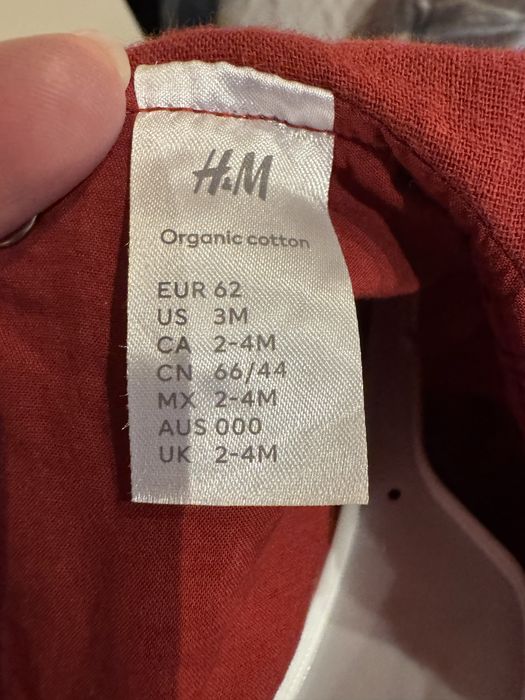 H&M
Organic cotton
EUR 62
US 3M
CA 2-4M
CN 66/44
MX 2-4M
AUS 000
UK 2-4M